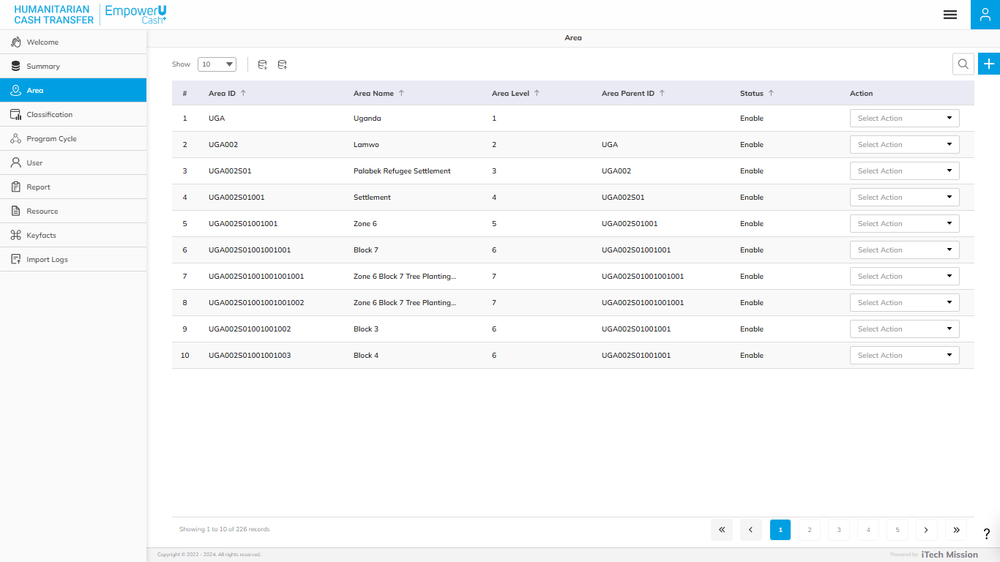 HUMANITARIAN
CASH TRANSFER
EmpowerU
Cash+
Welcome
Summary
Area
Classification
Program Cycle
User
Report
Resource
Keyfacts
Import Logs
Area
Show 10
# Area ID Area Name Area Level Area Parent ID Status Action
1 UGA Uganda 1 Enable Select Action
2 UGA002 Lamwo 2 UGA Enable Select Action
3 UGA002S01 Palabek Refugee Settlement 3 UGA002 Enable Select Action
4 UGA002S01001 Settlement 4 UGA002S01 Enable Select Action
5 UGA002S01001001 Zone 6 5 UGA002S01001 Enable Select Action
6 UGA002S01001001001 Block 7 6 UGA002S01001001 Enable Select Action
7 UGA002S01001001001001 Zone 6 Block 7 Tree Planting... 7 UGA002S01001001001 Enable Select Action
8 UGA002S01001001001002 Zone 6 Block 7 Tree Planting... 7 UGA002S01001001001 Enable Select Action
9 UGA002S01001001002 Block 3 6 UGA002S01001001 Enable Select Action
10 UGA002S01001001003 Block 4 6 UGA002S01001001 Enable Select Action
Showing 1 to 10 of 226 records
« ‹ 1 2 3 4 5 › »
?
Copyright © 2022 - 2024. All rights reserved.
Powered by iTech Mission